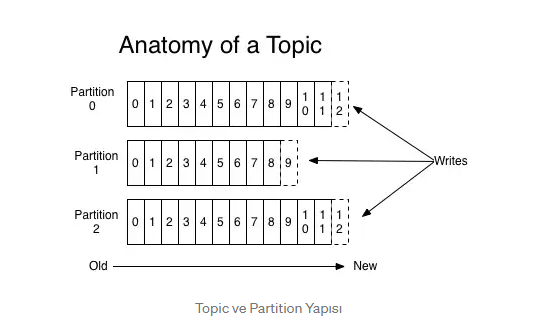 Anatomy of a Topic
Partition
0
0 1 2 3 4 5 6 7 8 9 10 11 12
Partition
1
0 1 2 3 4 5 6 7 8 9
Writes
Partition
2
0 1 2 3 4 5 6 7 8 9 10 11 12
Old New
Topic ve Partition Yapısı